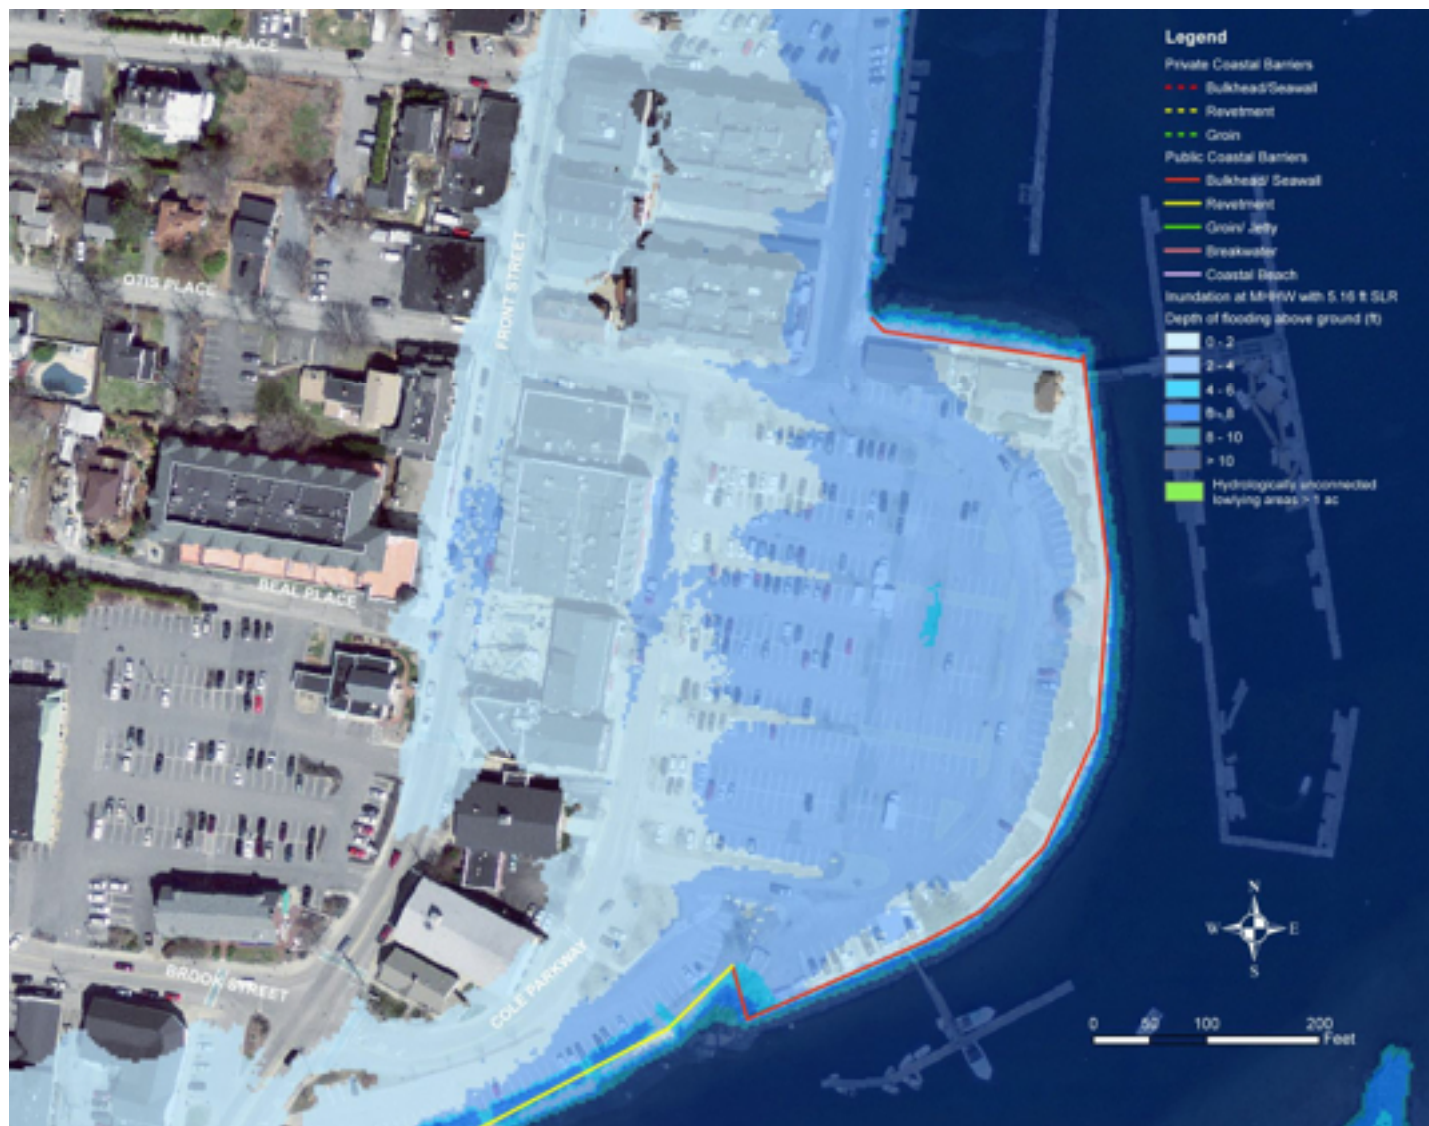 ALLEN PLACE
OTIS PLACE
FRONT STREET
BEAL PLACE
BROOK STREET
COLE PARKWAY
Legend
Private Coastal Barriers
Bulkhead/Seawall
Revetment
Groin
Public Coastal Barriers
Bulkhead/ Seawall
Revetment
Groin/ Jetty
Breakwater
Coastal Beach
Inundation at MHHW with 5.16 ft SLR
Depth of flooding above ground (ft)
0 - 2
2 - 4
4 - 6
6 - 8
8 - 10
> 10
Hydrologically unconnected
lowlying areas > 1 ac
N
W E
S
0 50 100 200
Feet